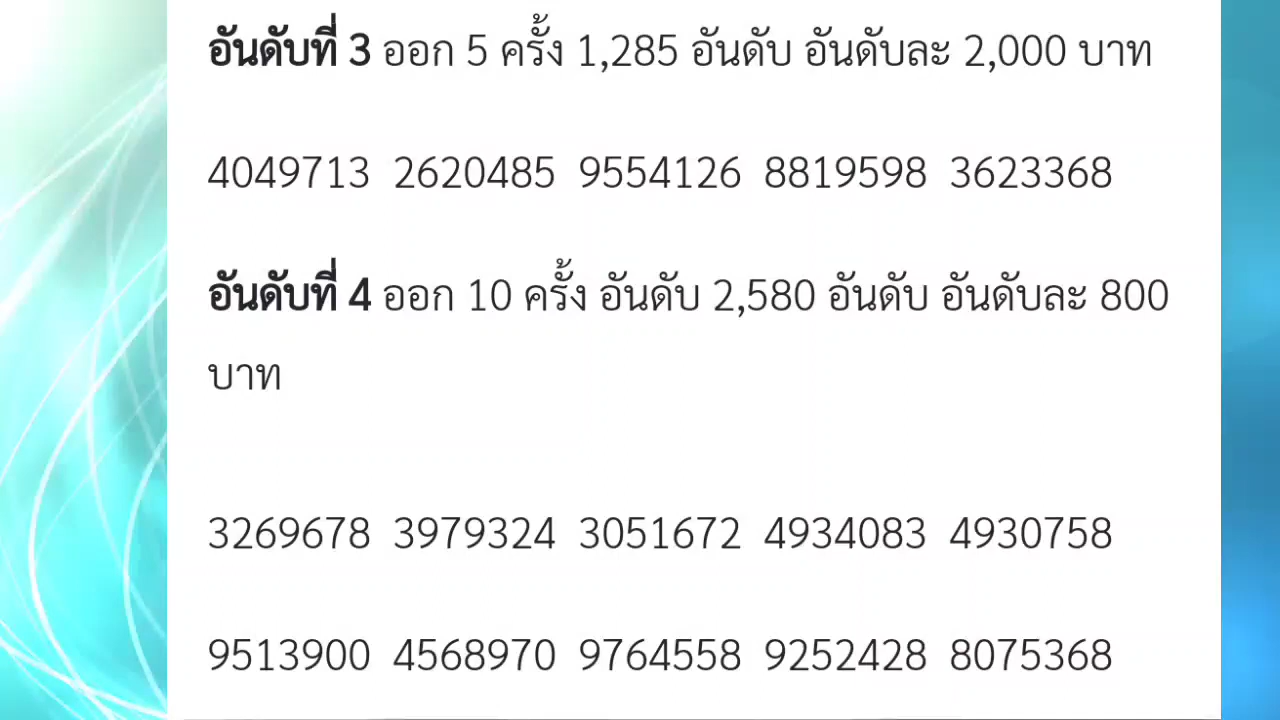 อันดับที่ 3 ออก 5 ครั้ง 1,285 อันดับ อันดับละ 2,000 บาท
4049713 2620485 9554126 8819598 3623368
อันดับที่ 4 ออก 10 ครั้ง อันดับ 2,580 อันดับ อันดับละ 800
บาท
3269678 3979324 3051672 4934083 4930758
9513900 4568970 9764558 9252428 8075368